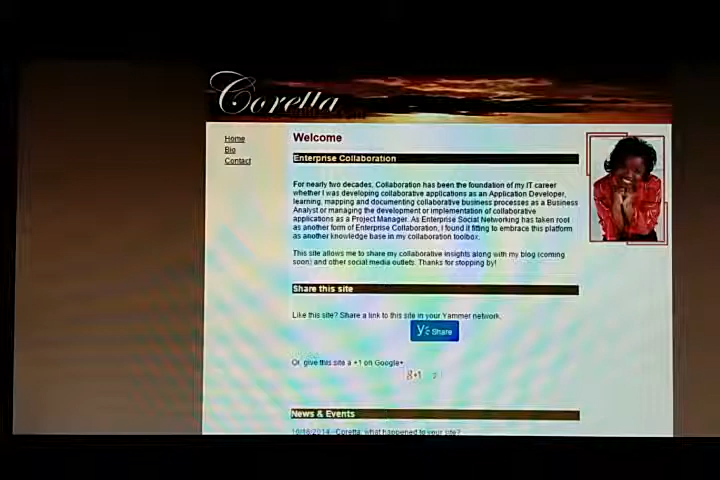 Coretta
Home
Bio
Contact
Welcome
Enterprise Collaboration
For nearly two decades, Collaboration has been the foundation of my IT career
whether I was developing collaborative applications as an Application Developer,
learning, mapping and documenting collaborative business processes as a Business
Analyst or managing the development or implementation of collaborative
applications as a Project Manager. As Enterprise Social Networking has taken root
as another form of Enterprise Collaboration, I found it fitting to embrace this platform
as another knowledge base in my collaboration toolbox.
This site allows me to share my collaborative insights along with my blog (coming
soon) and other social media outlets. Thanks for stopping by!
Share this site
Like this site? Share a link to this site in your Yammer network.
Share
Or, give this site a +1 on Google+.
g+1
News & Events
Coretta, what happened to your site?